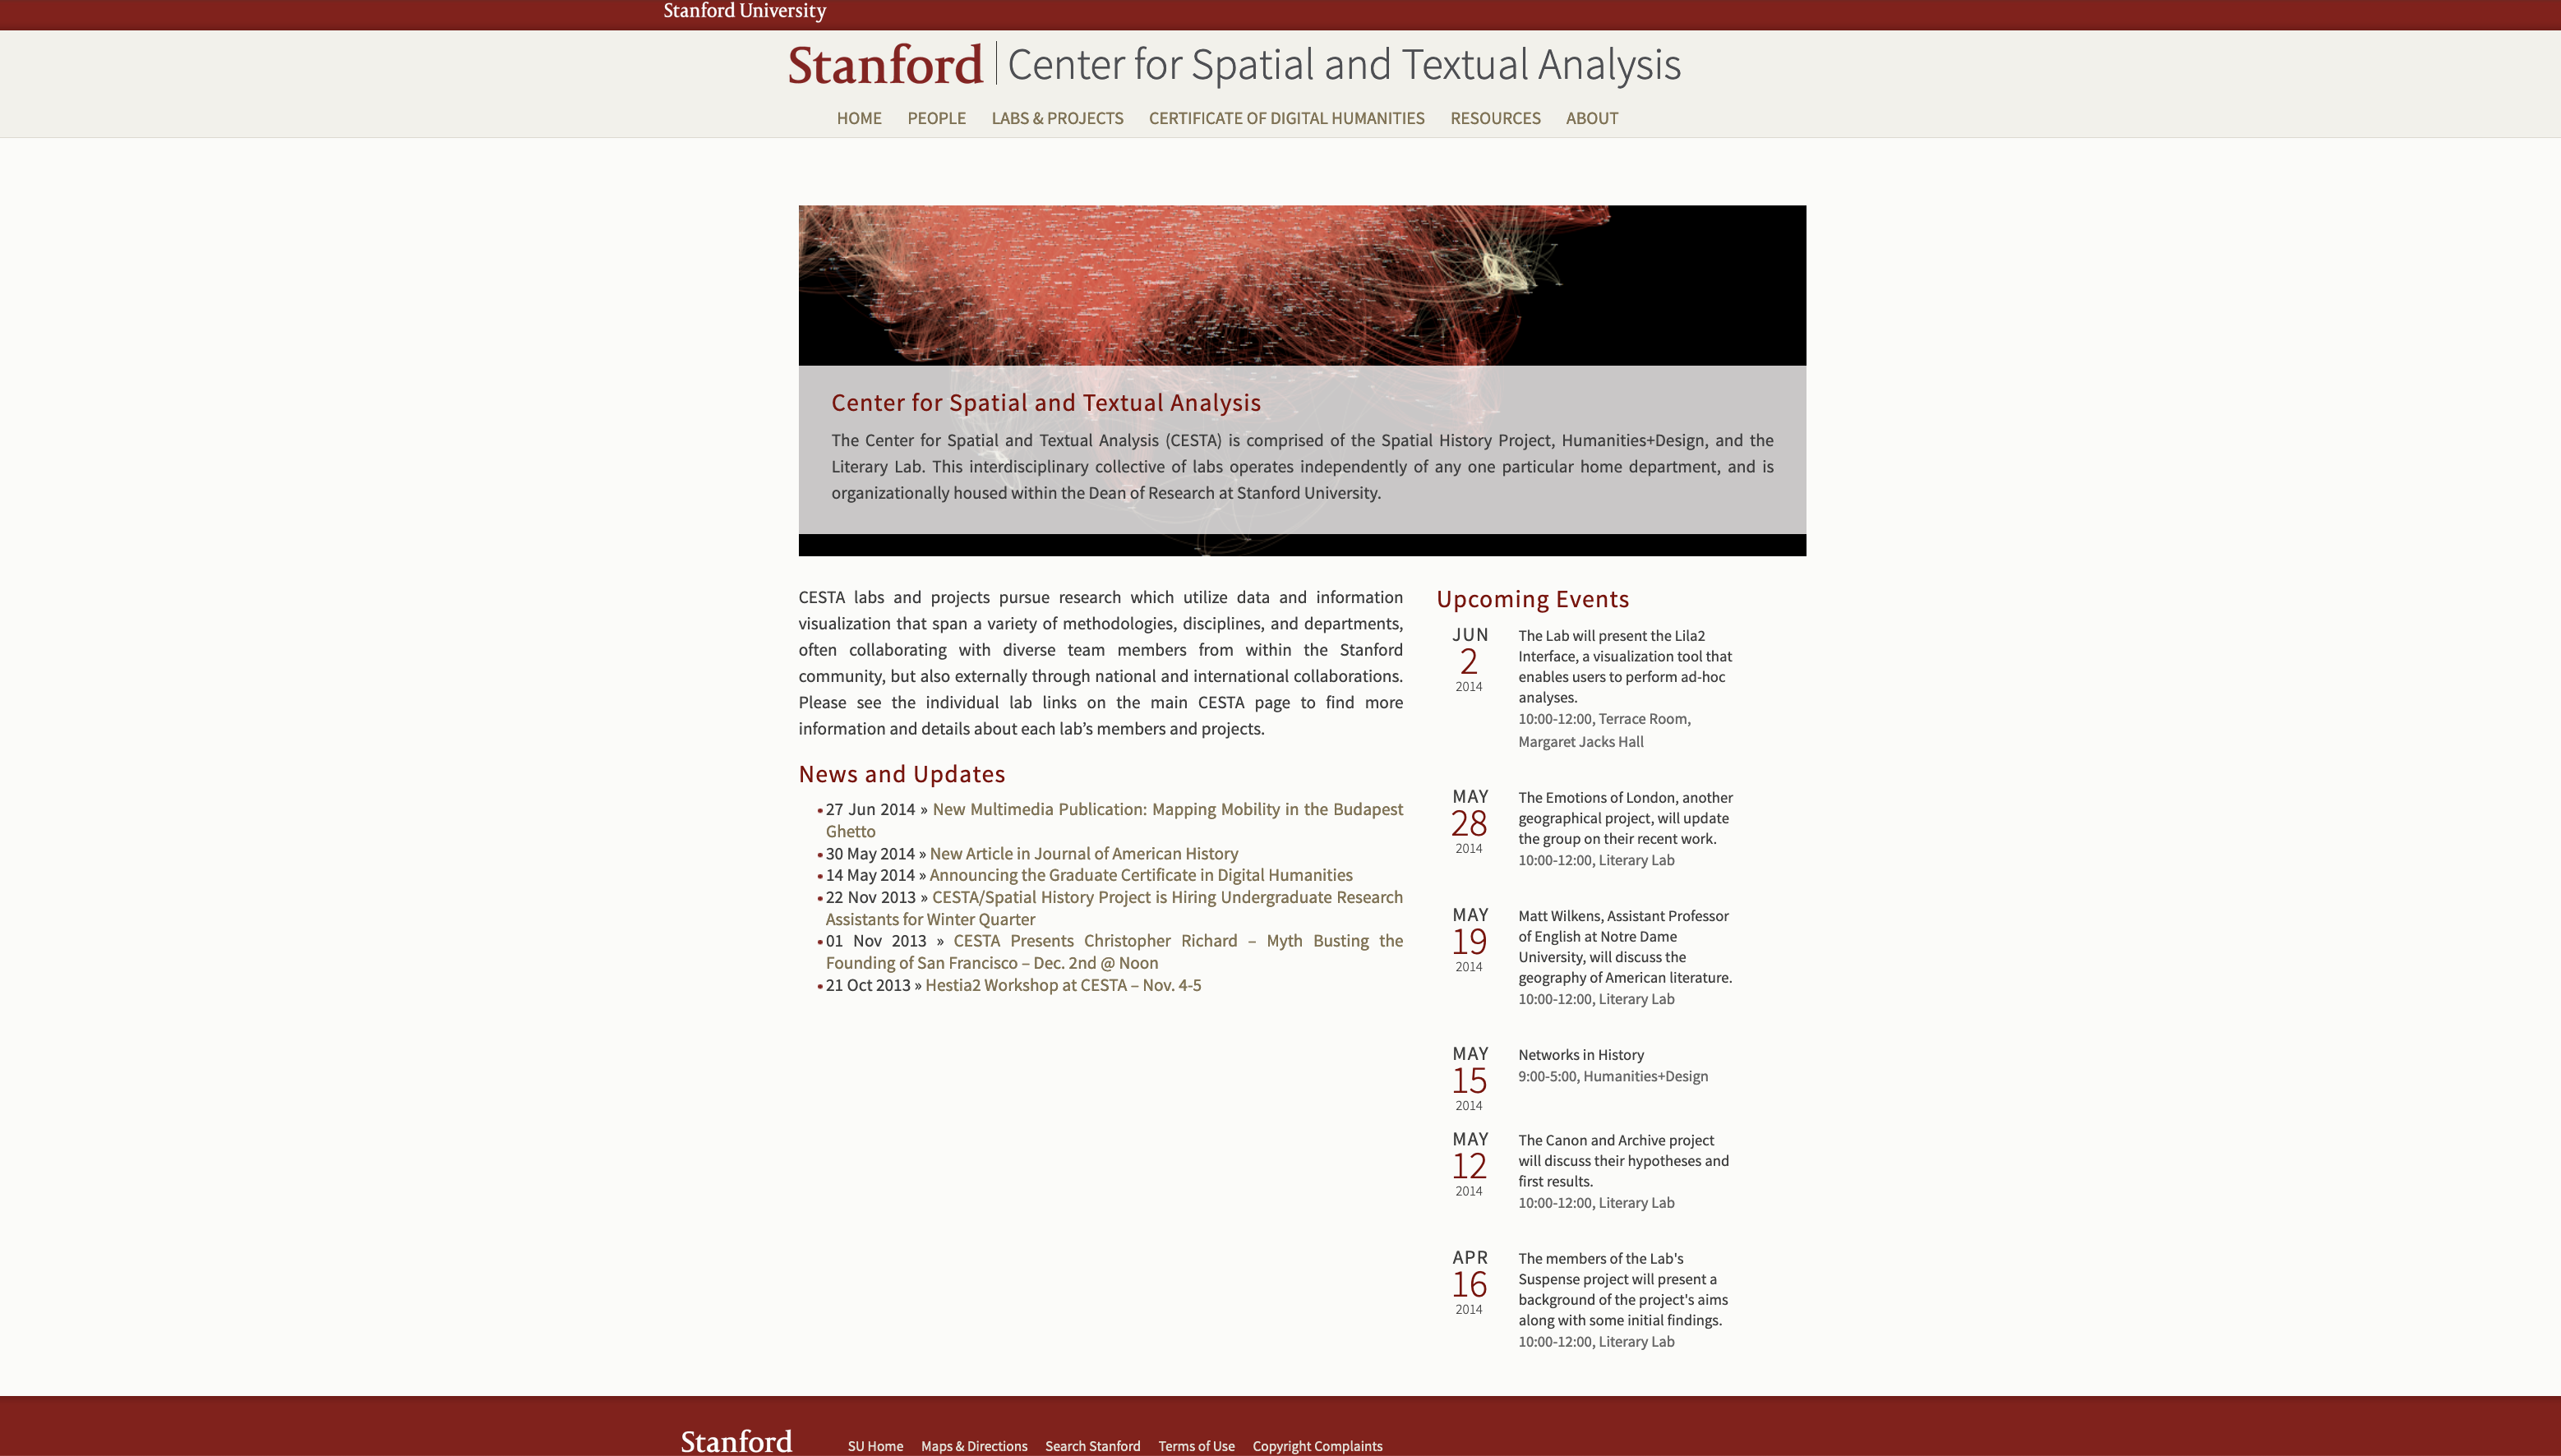 Stanford University
Stanford | Center for Spatial and Textual Analysis
HOME PEOPLE LABS & PROJECTS CERTIFICATE OF DIGITAL HUMANITIES RESOURCES ABOUT
Center for Spatial and Textual Analysis
The Center for Spatial and Textual Analysis (CESTA) is comprised of the Spatial History Project, Humanities+Design, and the
Literary Lab. This interdisciplinary collective of labs operates independently of any one particular home department, and is
organizationally housed within the Dean of Research at Stanford University.
CESTA labs and projects pursue research which utilize data and information
visualization that span a variety of methodologies, disciplines, and departments,
often collaborating with diverse team members from within the Stanford
community, but also externally through national and international collaborations.
Please see the individual lab links on the main CESTA page to find more
information and details about each lab’s members and projects.
News and Updates
• 27 Jun 2014 » New Multimedia Publication: Mapping Mobility in the Budapest
Ghetto
• 30 May 2014 » New Article in Journal of American History
• 14 May 2014 » Announcing the Graduate Certificate in Digital Humanities
• 22 Nov 2013 » CESTA/Spatial History Project is Hiring Undergraduate Research
Assistants for Winter Quarter
• 01 Nov 2013 » CESTA Presents Christopher Richard – Myth Busting the
Founding of San Francisco – Dec. 2nd @ Noon
• 21 Oct 2013 » Hestia2 Workshop at CESTA – Nov. 4-5
Upcoming Events
JUN
2
2014
The Lab will present the Lila2
Interface, a visualization tool that
enables users to perform ad-hoc
analyses.
10:00-12:00, Terrace Room,
Margaret Jacks Hall
MAY
28
2014
The Emotions of London, another
geographical project, will update
the group on their recent work.
10:00-12:00, Literary Lab
MAY
19
2014
Matt Wilkens, Assistant Professor
of English at Notre Dame
University, will discuss the
geography of American literature.
10:00-12:00, Literary Lab
MAY
15
2014
Networks in History
9:00-5:00, Humanities+Design
MAY
12
2014
The Canon and Archive project
will discuss their hypotheses and
first results.
10:00-12:00, Literary Lab
APR
16
2014
The members of the Lab's
Suspense project will present a
background of the project's aims
along with some initial findings.
10:00-12:00, Literary Lab
Stanford
SU Home Maps & Directions Search Stanford Terms of Use Copyright Complaints